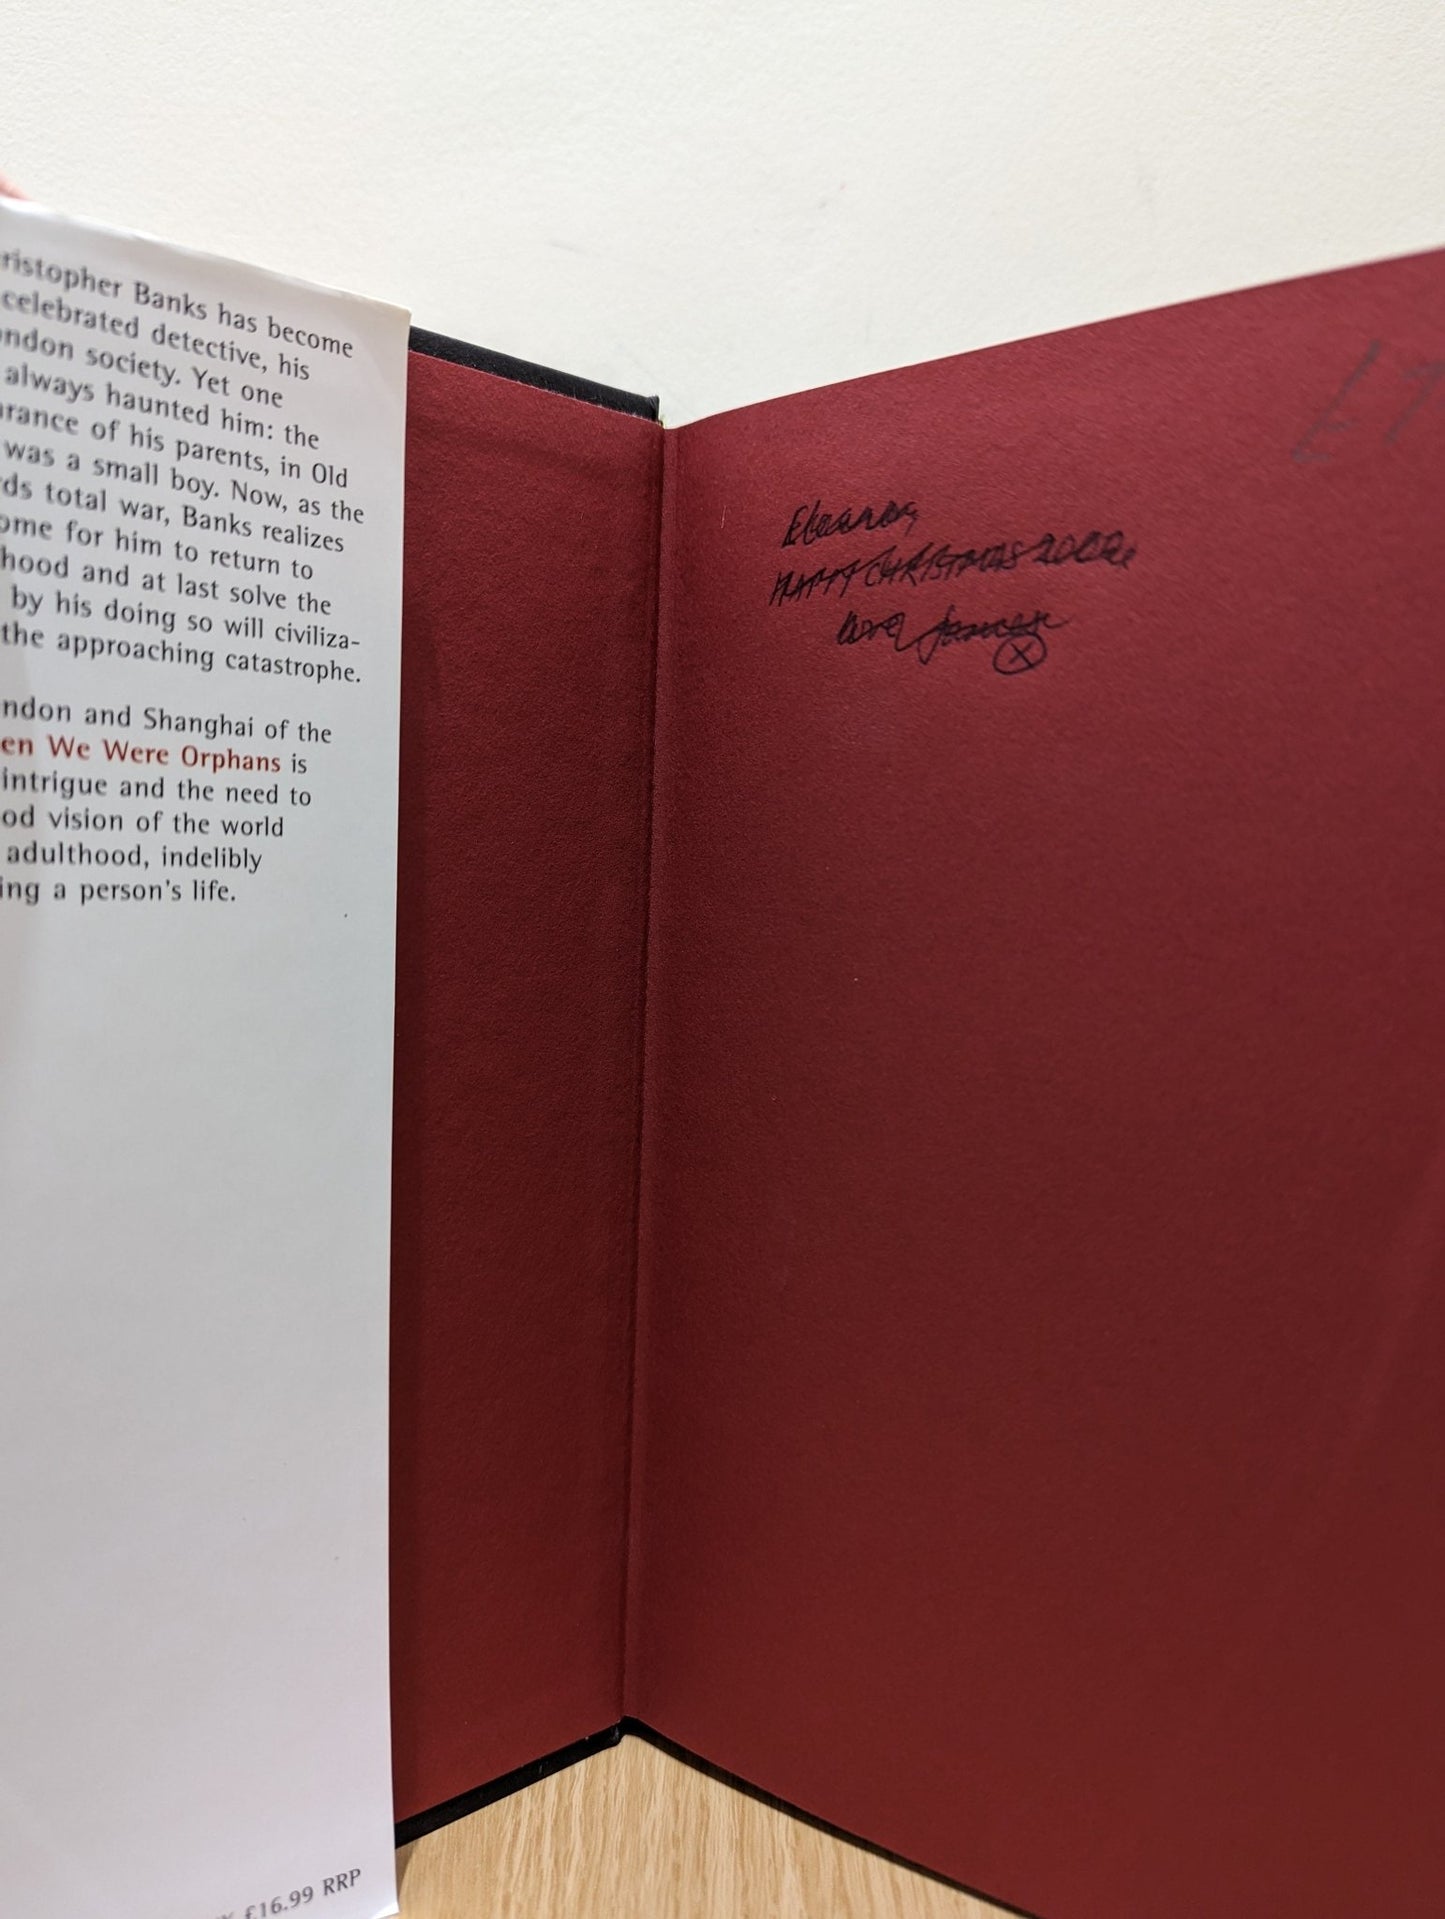 ristopher Banks has become
celebrated detective, his
ndon society. Yet one
always haunted him: the
rance of his parents, in Old
was a small boy. Now, as the
ds total war, Banks realizes
ome for him to return to
hood and at last solve the
by his doing so will civiliza-
the approaching catastrophe.
ndon and Shanghai of the
en We Were Orphans is
intrigue and the need to
od vision of the world
adulthood, indelibly
ing a person's life.
£16.99 RRP
Eleanor,
HAPPY CHRISTMAS 2002.
love James
X
£7